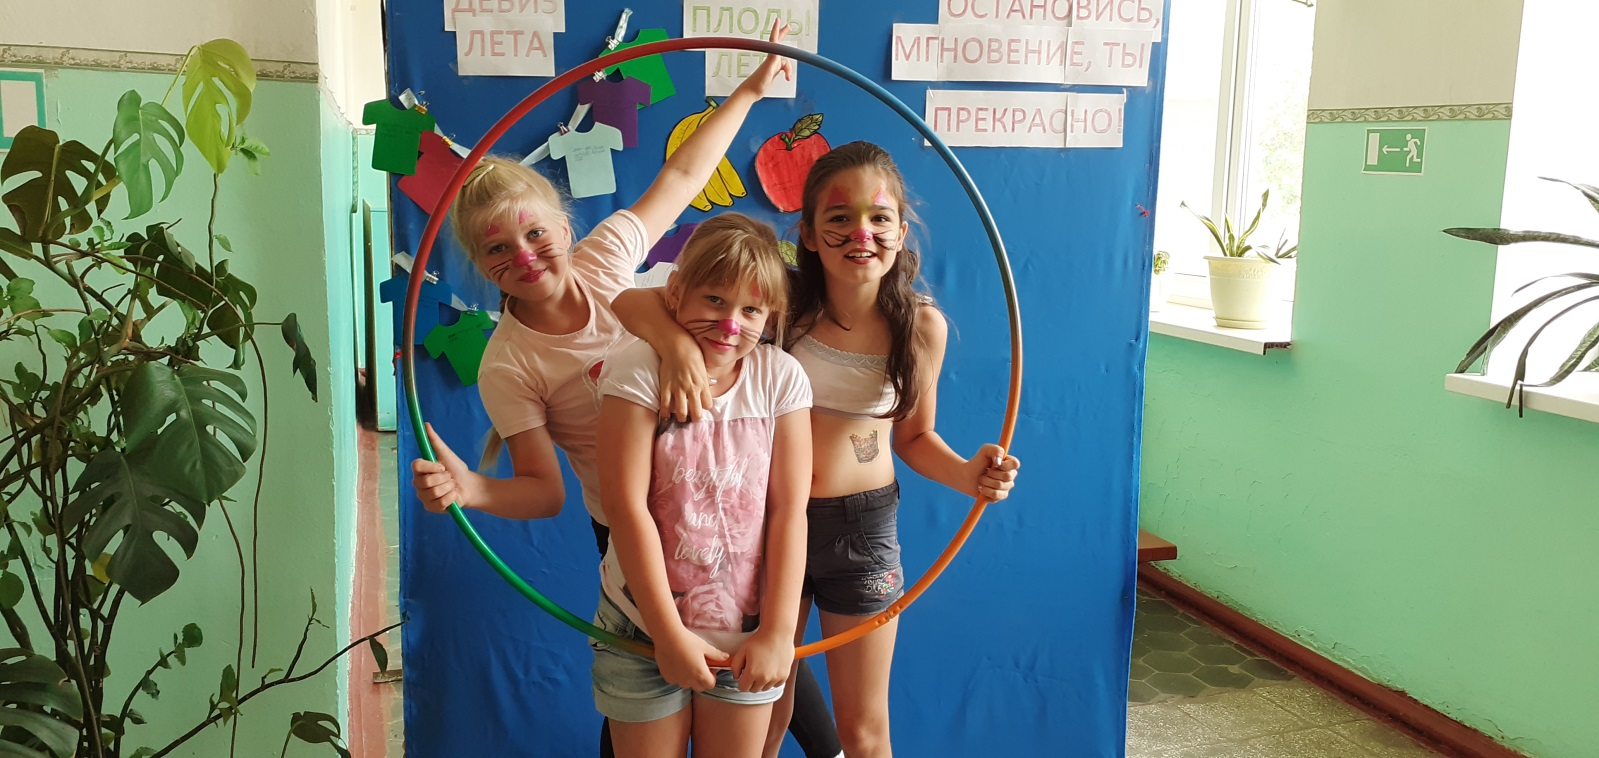 ДЕВИЗ
ЛЕТА
ПЛОДЫ
ЛЕТА
ОСТАНОВИСЬ,
МГНОВЕНИЕ, ТЫ
ПРЕКРАСНО!
beautiful
and
lovely